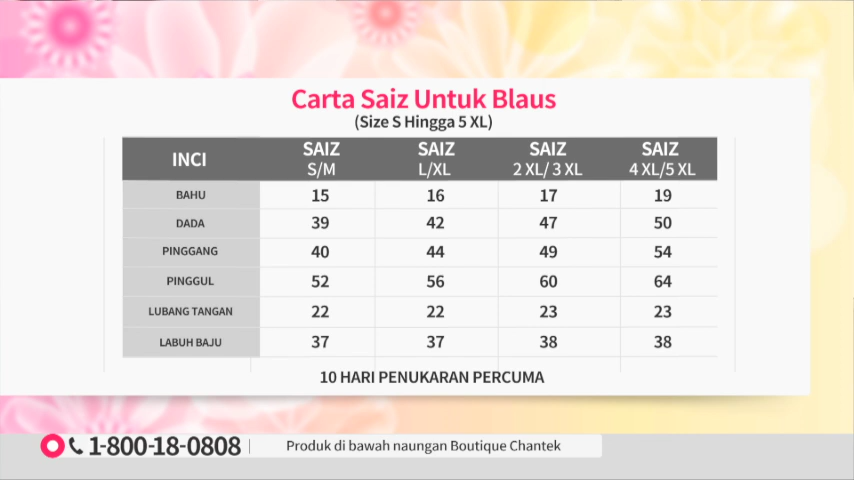 Carta Saiz Untuk Blaus
(Size S Hingga 5 XL)
INCI SAIZ S/M SAIZ L/XL SAIZ 2 XL/ 3 XL SAIZ 4 XL/5 XL
BAHU 15 16 17 19
DADA 39 42 47 50
PINGGANG 40 44 49 54
PINGGUL 52 56 60 64
LUBANG TANGAN 22 22 23 23
LABUH BAJU 37 37 38 38
10 HARI PENUKARAN PERCUMA
1-800-18-0808 Produk di bawah naungan Boutique Chantek